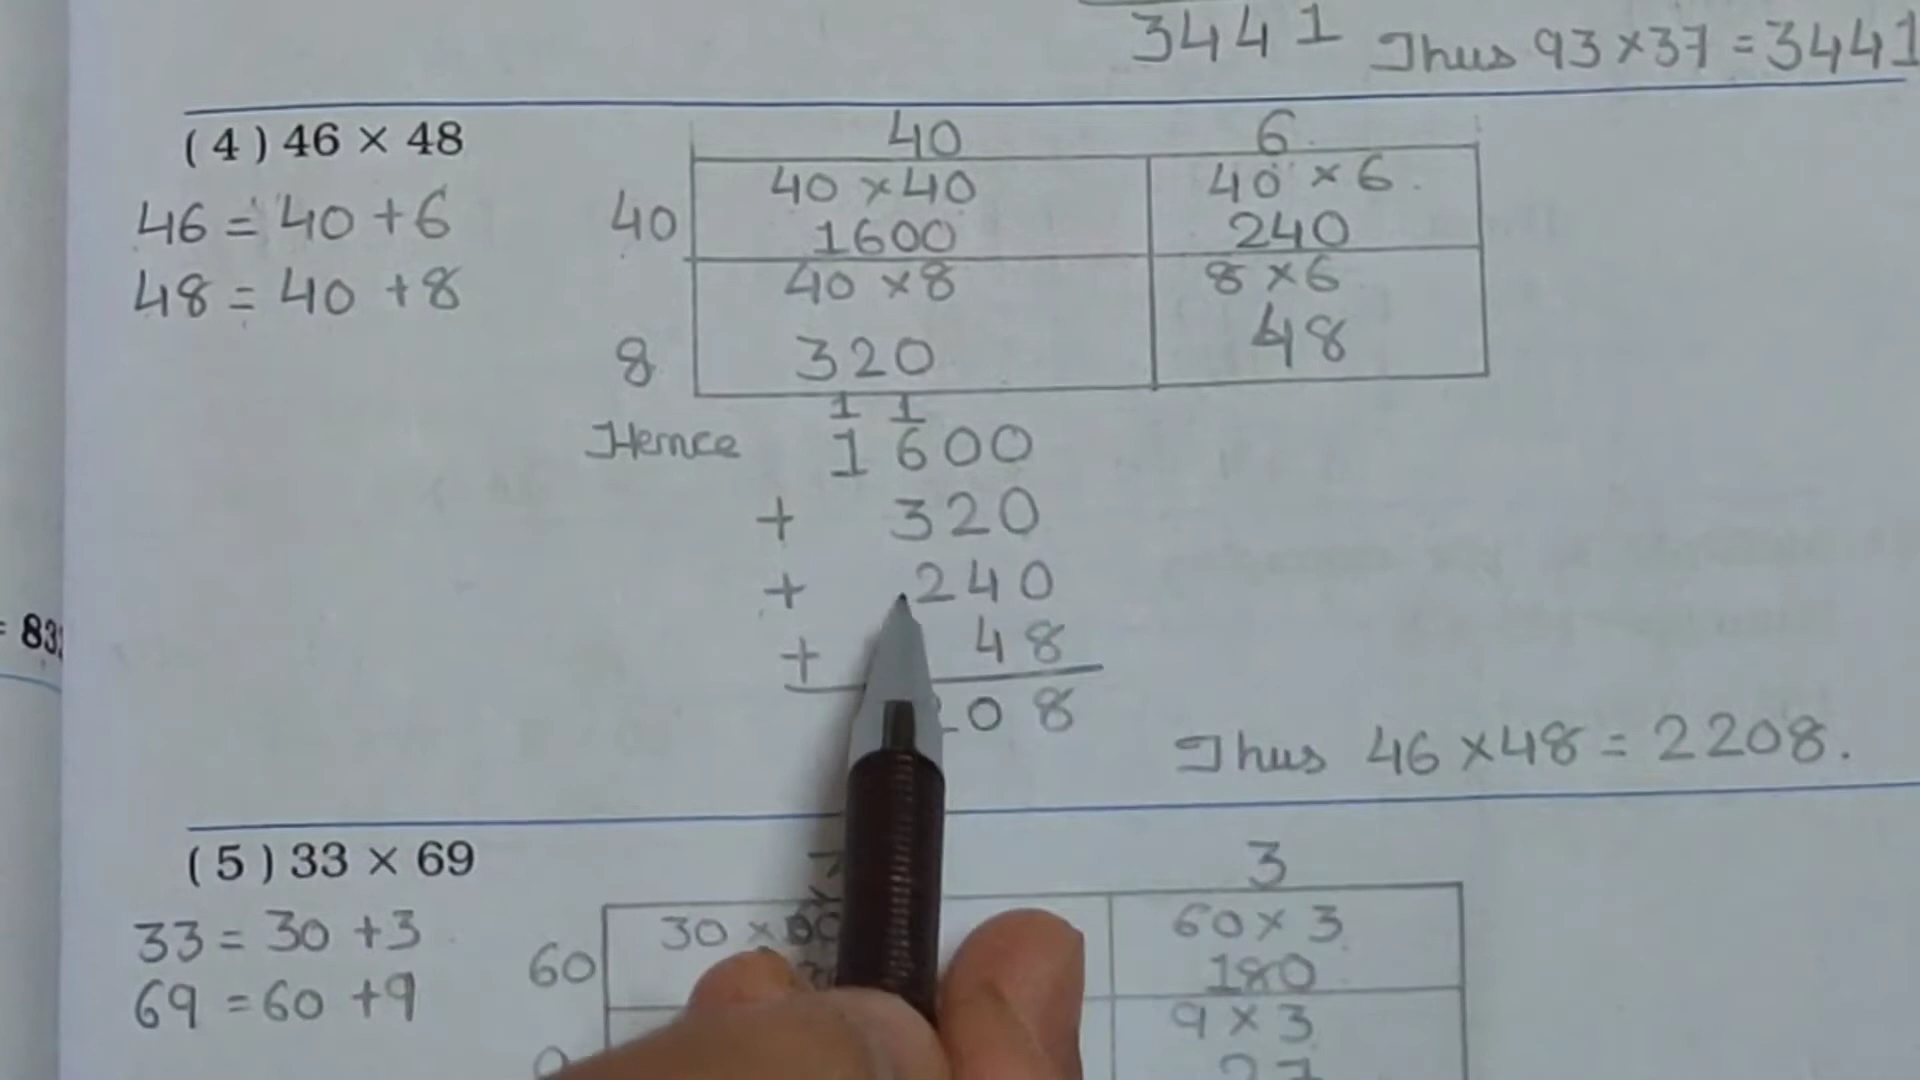 3441 Thus 93×37=3441
(4) 46 × 48
40 6
46 = 40 + 6
48 = 40 + 8
40 40×40 40×6
1600 240
40×8 8×6
8 320 48
1 1
Hence 1600
+ 320
+ 240
+ 48
08
Thus 46×48=2208.
= 83
(5) 33 × 69
3
33 = 30 + 3
69 = 60 + 9
60 30× 60×3
180
9×3
27